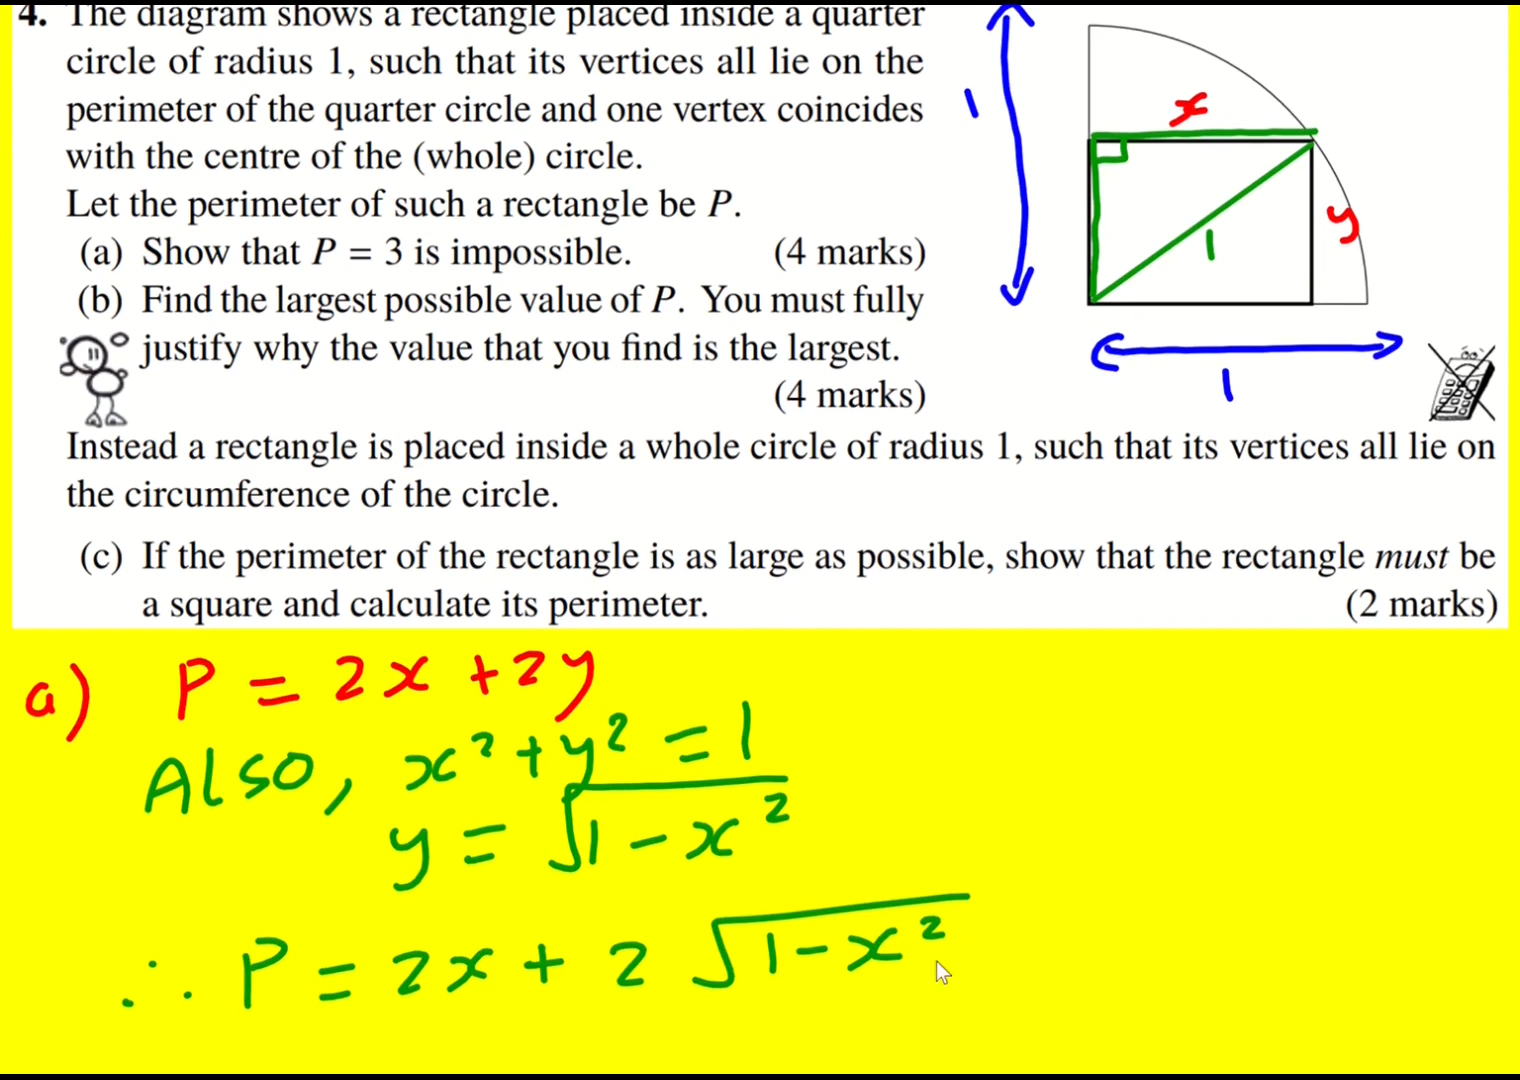 4. The diagram shows a rectangle placed inside a quarter
circle of radius 1, such that its vertices all lie on the
perimeter of the quarter circle and one vertex coincides
with the centre of the (whole) circle.
Let the perimeter of such a rectangle be P.
(a) Show that P = 3 is impossible. (4 marks)
(b) Find the largest possible value of P. You must fully
justify why the value that you find is the largest.
(4 marks)
1
x
y
1
1
Instead a rectangle is placed inside a whole circle of radius 1, such that its vertices all lie on
the circumference of the circle.
(c) If the perimeter of the rectangle is as large as possible, show that the rectangle must be
a square and calculate its perimeter. (2 marks)
a) P = 2x + 2y
Also, x² + y² = 1
y = √1 - x²
∴ P = 2x + 2 √1 - x²